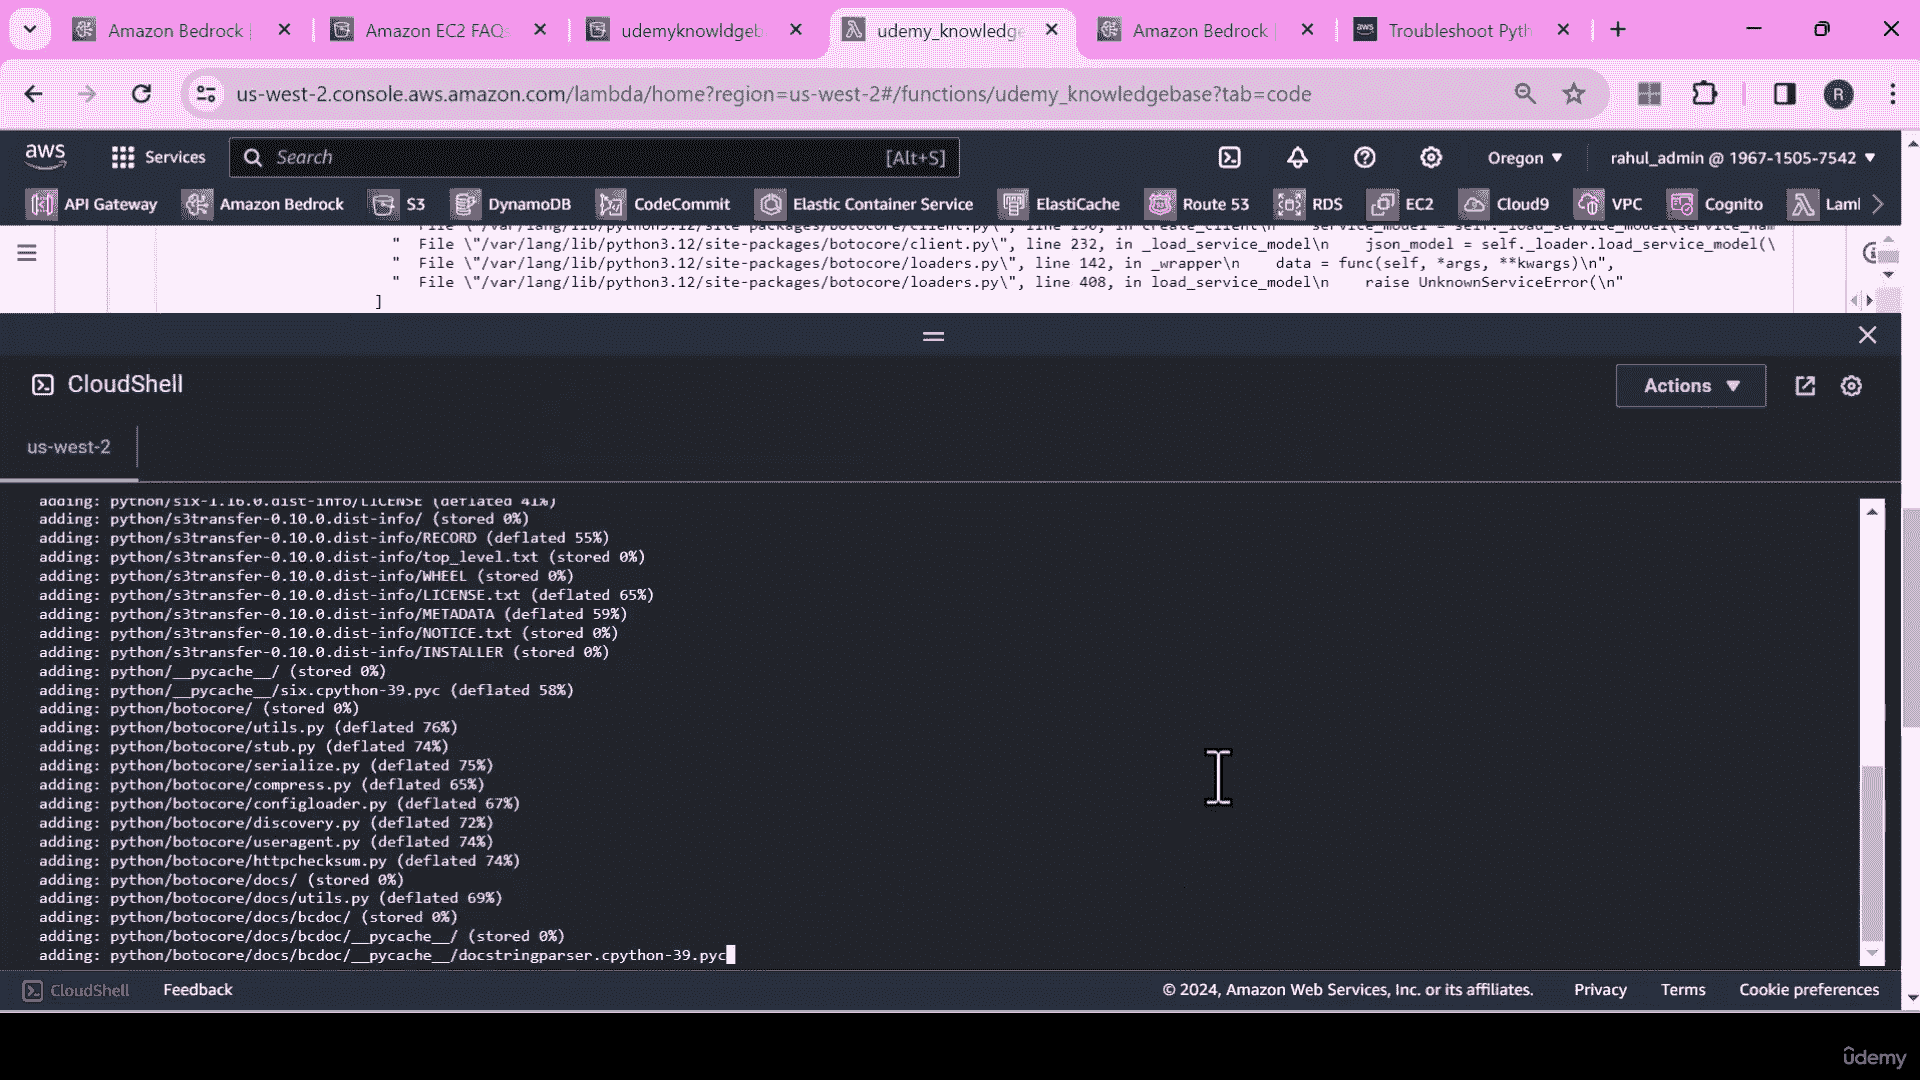 Amazon Bedrock
Amazon EC2 FAQs
udemyknowldgeb
udemy_knowledge
Amazon Bedrock
Troubleshoot Pyth
us-west-2.console.aws.amazon.com/lambda/home?region=us-west-2#/functions/udemy_knowledgebase?tab=code
R
aws
Services
Search
[Alt+S]
Oregon
rahul_admin @ 1967-1505-7542
API Gateway
Amazon Bedrock
S3
DynamoDB
CodeCommit
Elastic Container Service
ElastiCache
Route 53
RDS
EC2
Cloud9
VPC
Cognito
Laml
"  File \"/var/lang/lib/python3.12/site-packages/botocore/client.py\", line 232, in _load_service_model\n    json_model = self._loader.load_service_model(\
"  File \"/var/lang/lib/python3.12/site-packages/botocore/loaders.py\", line 142, in _wrapper\n    data = func(self, *args, **kwargs)\n",
"  File \"/var/lang/lib/python3.12/site-packages/botocore/loaders.py\", line 408, in load_service_model\n    raise UnknownServiceError(\n"
]
CloudShell
Actions
us-west-2
adding: python/six-1.16.0.dist-info/LICENSE (deflated 41%)
adding: python/s3transfer-0.10.0.dist-info/ (stored 0%)
adding: python/s3transfer-0.10.0.dist-info/RECORD (deflated 55%)
adding: python/s3transfer-0.10.0.dist-info/top_level.txt (stored 0%)
adding: python/s3transfer-0.10.0.dist-info/WHEEL (stored 0%)
adding: python/s3transfer-0.10.0.dist-info/LICENSE.txt (deflated 65%)
adding: python/s3transfer-0.10.0.dist-info/METADATA (deflated 59%)
adding: python/s3transfer-0.10.0.dist-info/NOTICE.txt (stored 0%)
adding: python/s3transfer-0.10.0.dist-info/INSTALLER (stored 0%)
adding: python/__pycache__/ (stored 0%)
adding: python/__pycache__/six.cpython-39.pyc (deflated 58%)
adding: python/botocore/ (stored 0%)
adding: python/botocore/utils.py (deflated 76%)
adding: python/botocore/stub.py (deflated 74%)
adding: python/botocore/serialize.py (deflated 75%)
adding: python/botocore/compress.py (deflated 65%)
adding: python/botocore/configloader.py (deflated 67%)
adding: python/botocore/discovery.py (deflated 72%)
adding: python/botocore/useragent.py (deflated 74%)
adding: python/botocore/httpchecksum.py (deflated 74%)
adding: python/botocore/docs/ (stored 0%)
adding: python/botocore/docs/utils.py (deflated 69%)
adding: python/botocore/docs/bcdoc/ (stored 0%)
adding: python/botocore/docs/bcdoc/__pycache__/ (stored 0%)
adding: python/botocore/docs/bcdoc/__pycache__/docstringparser.cpython-39.pyc
CloudShell
Feedback
© 2024, Amazon Web Services, Inc. or its affiliates.
Privacy
Terms
Cookie preferences
udemy